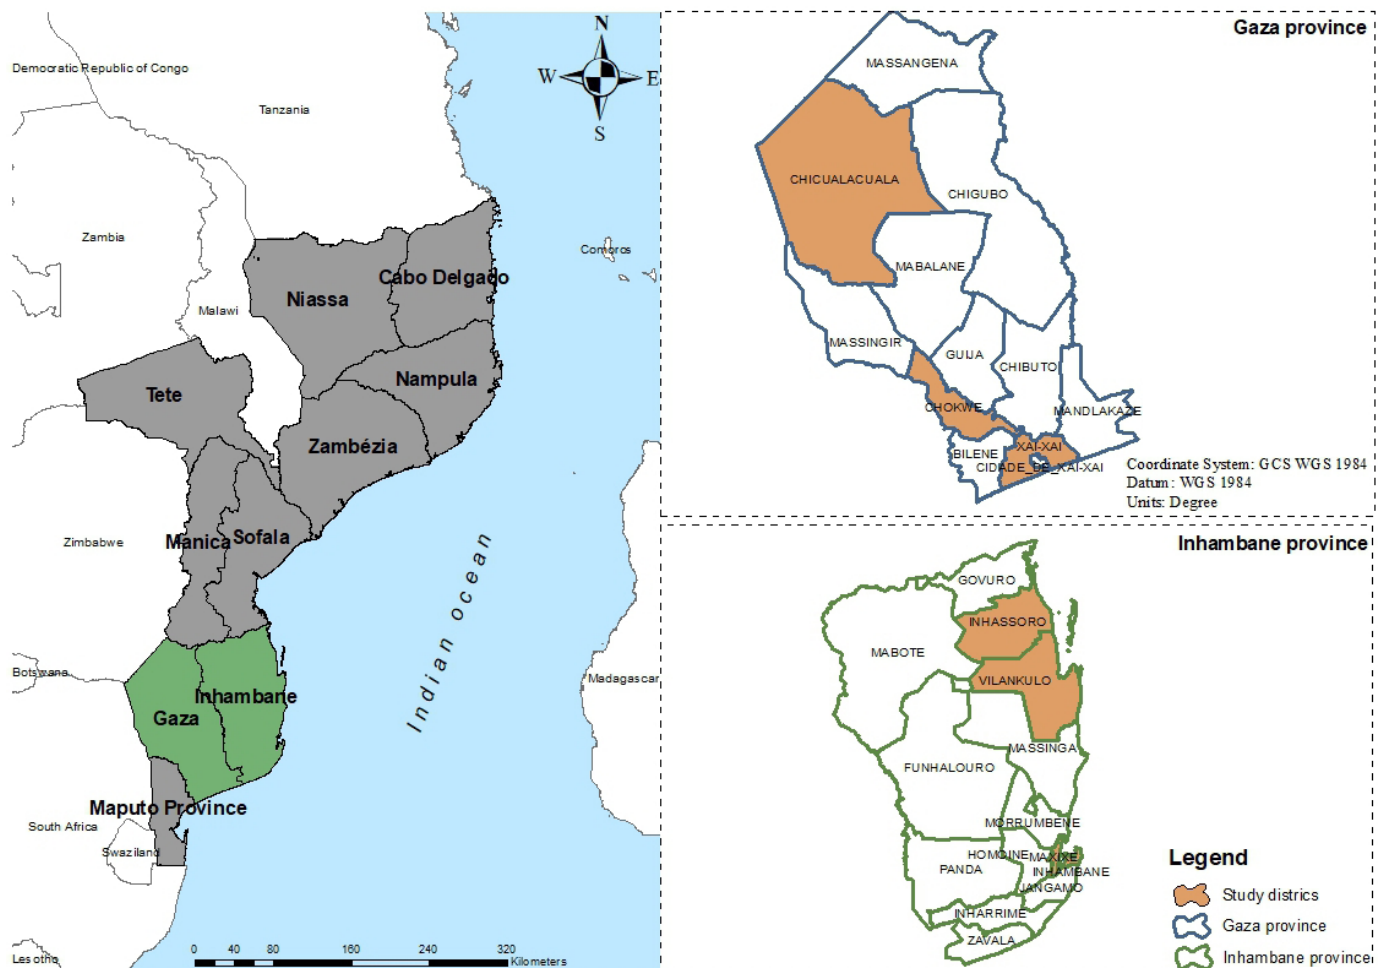 N
W E
S
Democratic Republic of Congo
Tanzania
Zambia
Comoros
Cabo Delgado
Niassa
Malawi
Nampula
Tete
Zambézia
Zimbabwe
Manica
Sofala
Indian ocean
Botswana
Madagascar
Inhambane
Gaza
Maputo Province
South Africa
Swaziland
Lesotho
0 40 80 160 240 320
Kilometers
Gaza province
MASSANGENA
CHICUALACUALA
CHIGUBO
MABALANE
MASSINGIR
GUIJA
CHIBUTO
CHOKWE
MANDLAKAZE
XAI-XAI
BILENE
CIDADE_DE_XAI-XAI
Coordinate System: GCS WGS 1984
Datum: WGS 1984
Units: Degree
Inhambane province
GOVURO
INHASSORO
MABOTE
VILANKULO
MASSINGA
FUNHALOURO
MORRUMBENE
HOMOINE
MAXIXE
PANDA
INHAMBANE
JANGAMO
INHARRIME
ZAVALA
Legend
Study districs
Gaza province
Inhambane province